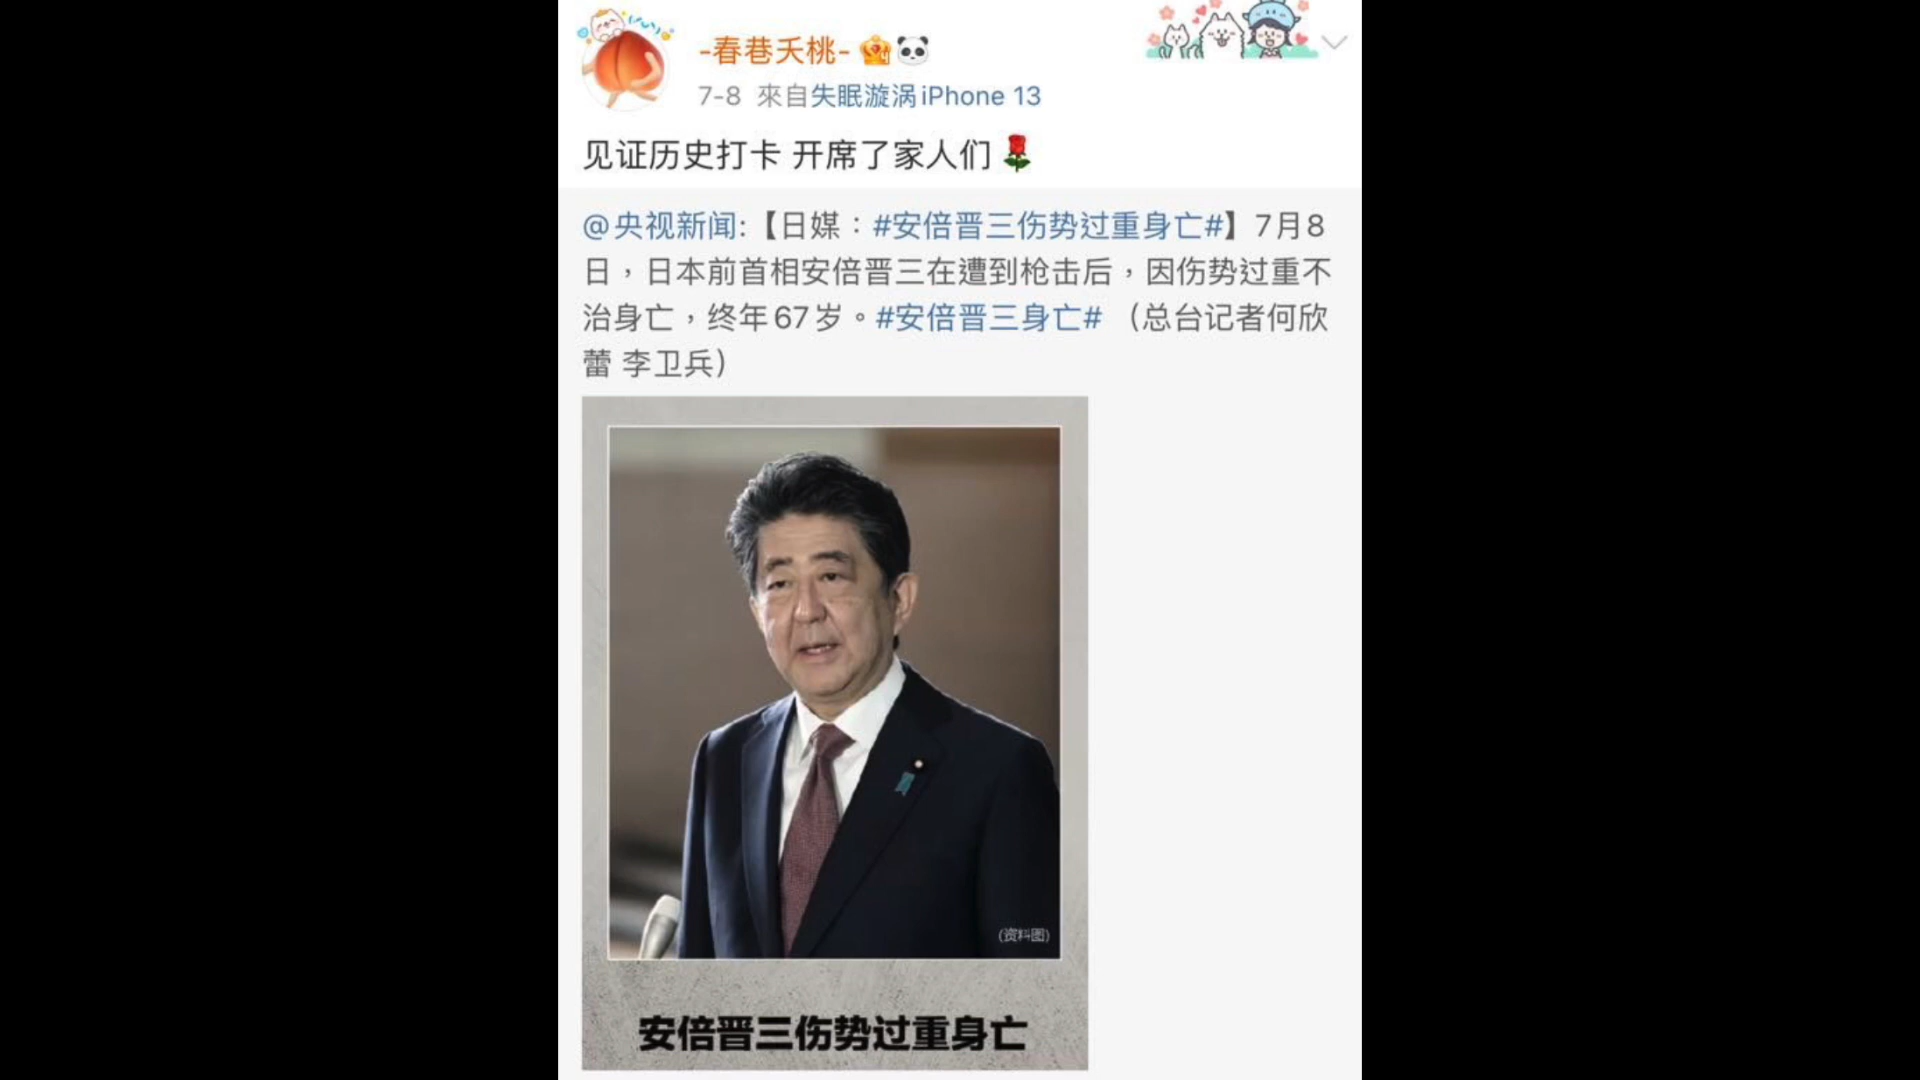 -春巷夭桃-
7-8 來自失眠漩涡iPhone 13
见证历史打卡 开席了家人们
@央视新闻:【日媒：#安倍晋三伤势过重身亡#】7月8
日，日本前首相安倍晋三在遭到枪击后，因伤势过重不
治身亡，终年67岁。#安倍晋三身亡# （总台记者何欣
蕾 李卫兵）
(资料图)
安倍晋三伤势过重身亡